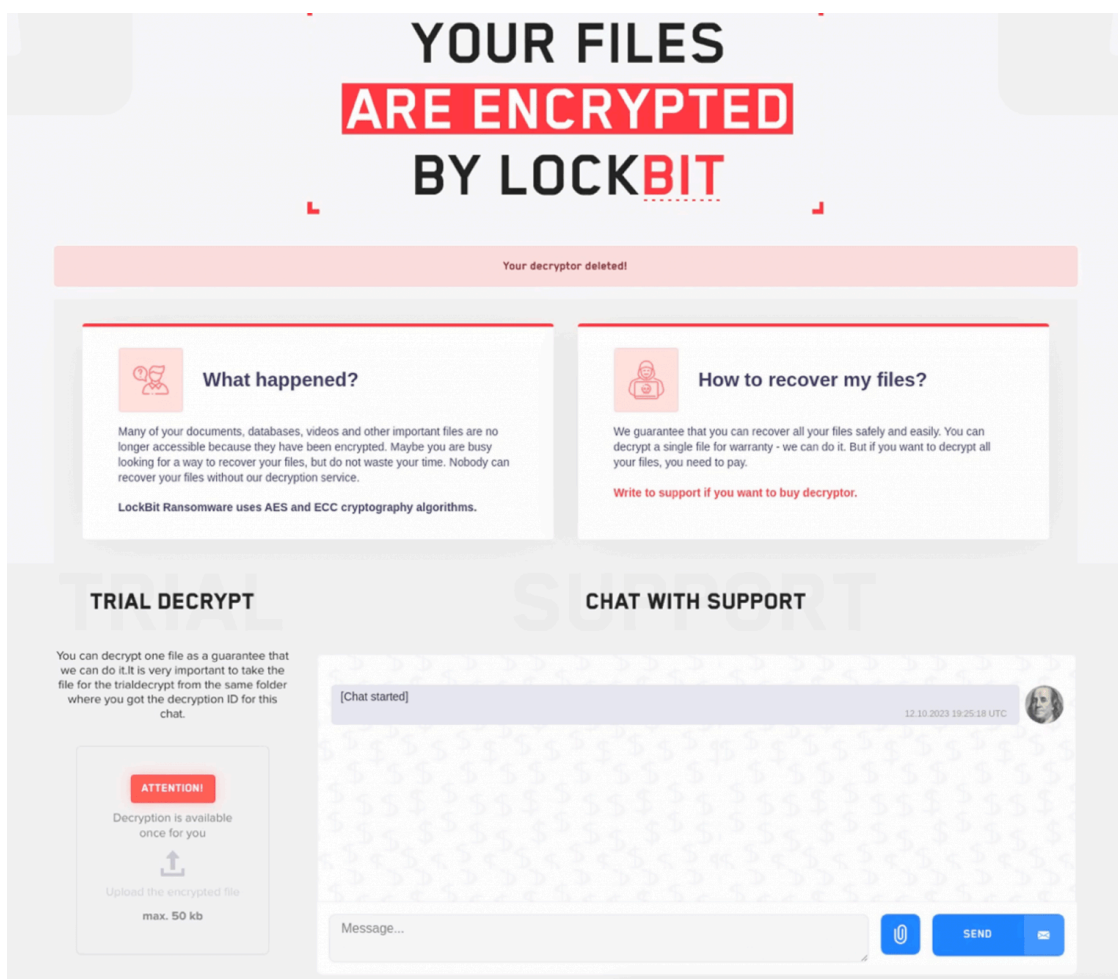 YOUR FILES
ARE ENCRYPTED
BY LOCKBIT
Your decryptor deleted!
What happened?
Many of your documents, databases, videos and other important files are no
longer accessible because they have been encrypted. Maybe you are busy
looking for a way to recover your files, but do not waste your time. Nobody can
recover your files without our decryption service.
LockBit Ransomware uses AES and ECC cryptography algorithms.
How to recover my files?
We guarantee that you can recover all your files safely and easily. You can
decrypt a single file for warranty - we can do it. But if you want to decrypt all
your files, you need to pay.
Write to support if you want to buy decryptor.
TRIAL
TRIAL DECRYPT
You can decrypt one file as a guarantee that
we can do it.It is very important to take the
file for the trialdecrypt from the same folder
where you got the decryption ID for this
chat.
ATTENTION!
Decryption is available
once for you
Upload the encrypted file
max. 50 kb
SUPPORT
CHAT WITH SUPPORT
[Chat started]
12.10.2023 19:25:18 UTC
Message...
SEND